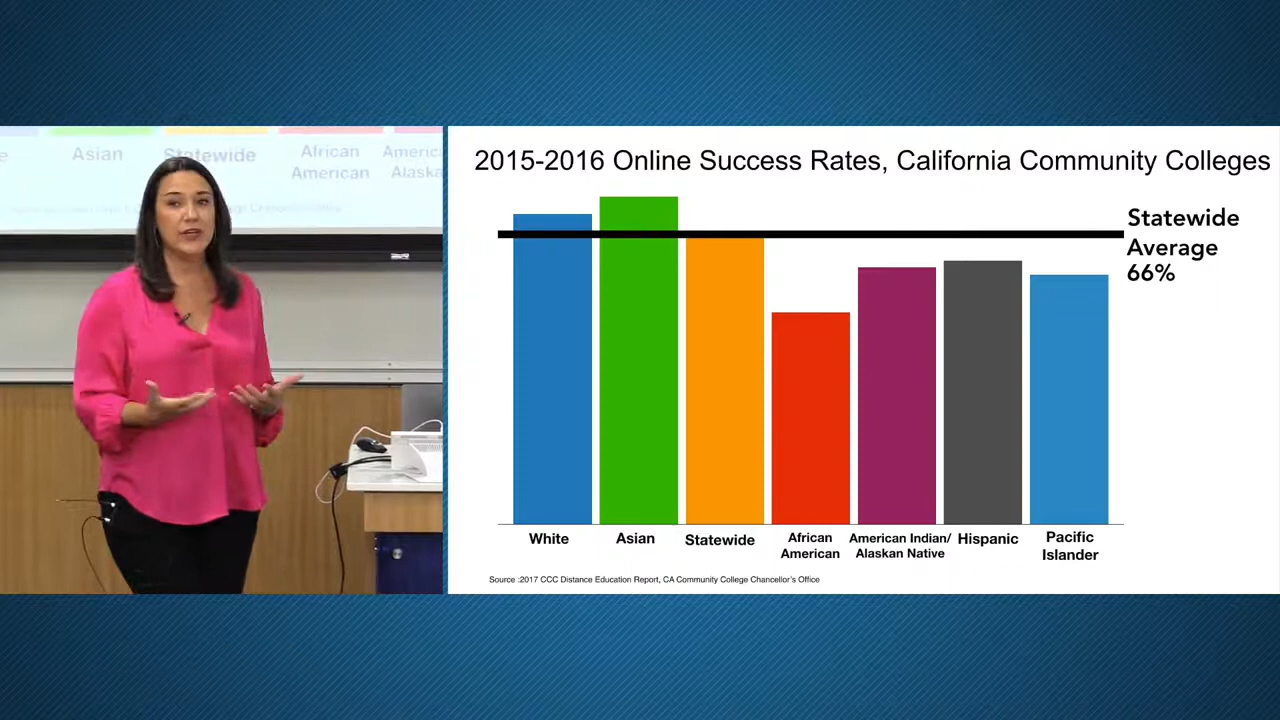 Asian
Statewide
African
American
2015-2016 Online Success Rates, California Community Colleges
Statewide
Average
66%
White
Asian
Statewide
African
American
American Indian/
Alaskan Native
Hispanic
Pacific
Islander
Source :2017 CCC Distance Education Report, CA Community College Chancellor's Office